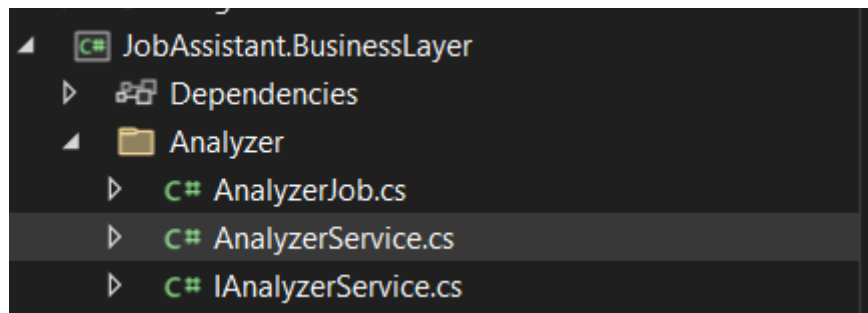 C# JobAssistant.BusinessLayer
Dependencies
Analyzer
C# AnalyzerJob.cs
C# AnalyzerService.cs
C# IAnalyzerService.cs